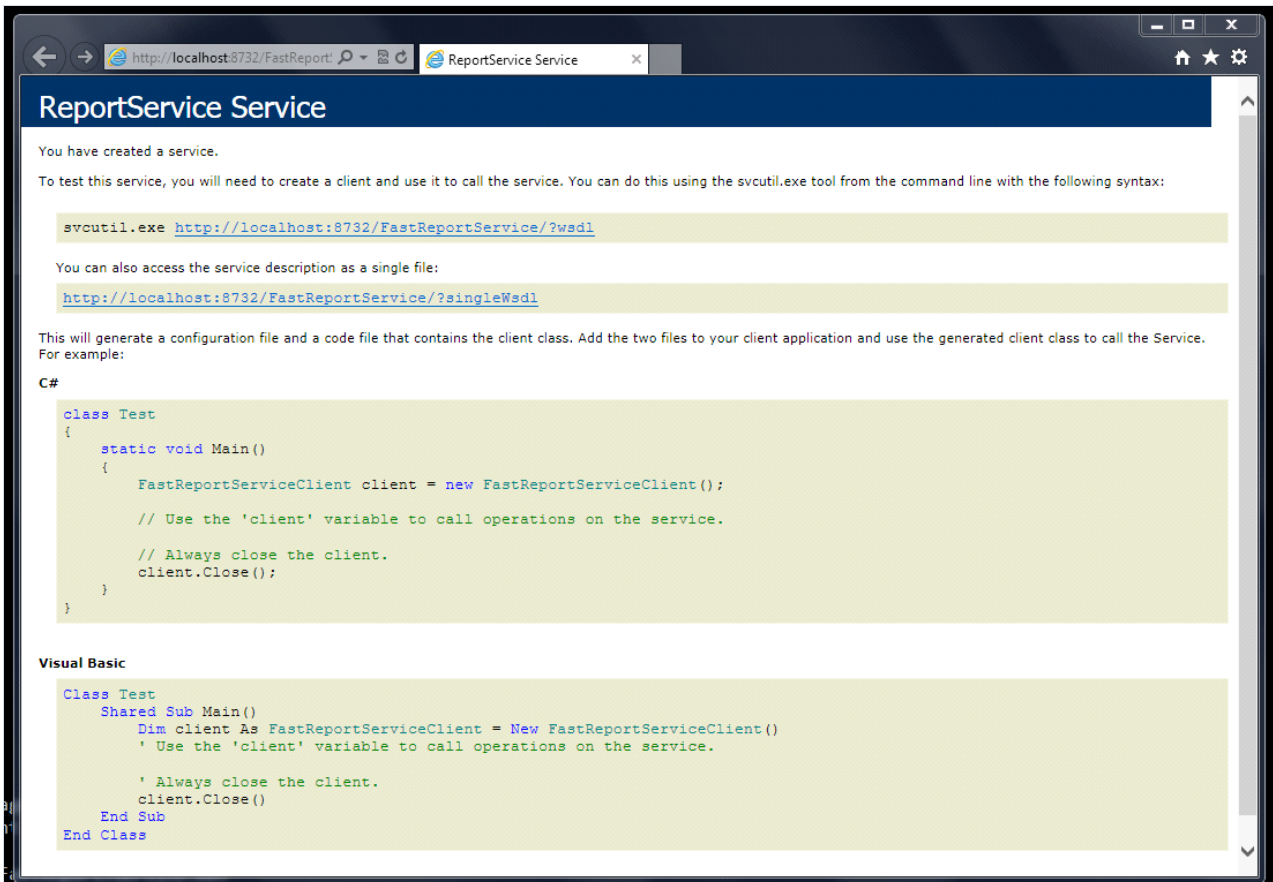 http://localhost:8732/FastReport!
ReportService Service
ReportService Service
You have created a service.
To test this service, you will need to create a client and use it to call the service. You can do this using the svcutil.exe tool from the command line with the following syntax:
svcutil.exe http://localhost:8732/FastReportService/?wsdl
You can also access the service description as a single file:
http://localhost:8732/FastReportService/?singleWsdl
This will generate a configuration file and a code file that contains the client class. Add the two files to your client application and use the generated client class to call the Service.
For example:
C#
class Test
{
    static void Main()
    {
        FastReportServiceClient client = new FastReportServiceClient();
        // Use the 'client' variable to call operations on the service.
        // Always close the client.
        client.Close();
    }
}
Visual Basic
Class Test
    Shared Sub Main()
        Dim client As FastReportServiceClient = New FastReportServiceClient()
        ' Use the 'client' variable to call operations on the service.
        ' Always close the client.
        client.Close()
    End Sub
End Class